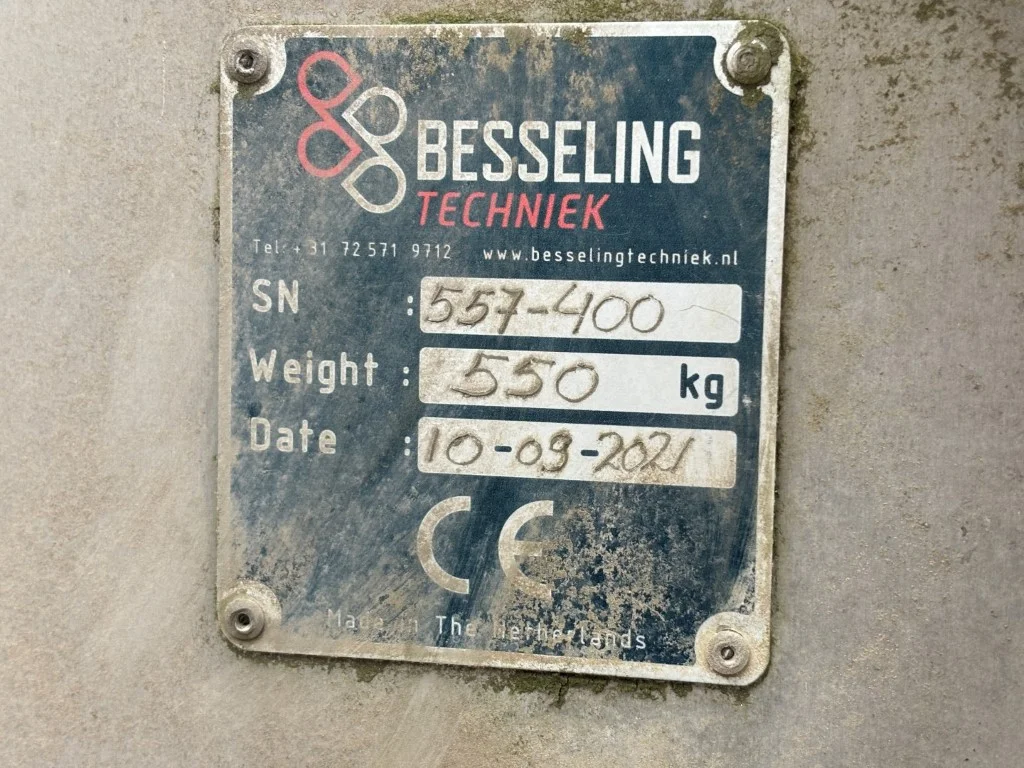 BESSELING
TECHNIEK
Tel: + 31 72 571 9712 www.besselingtechniek.nl
SN : 557-400
Weight : 550 kg
Date : 10-09-2021
CE
Made in The Netherlands